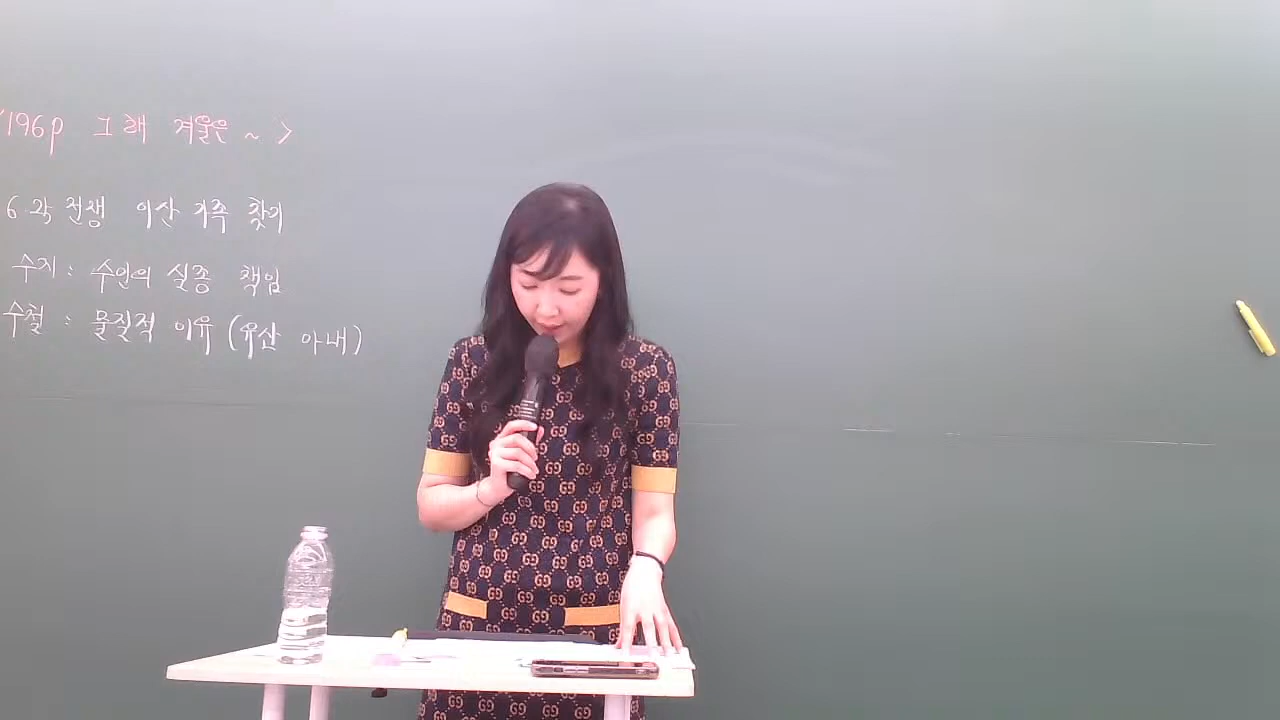 <196p 그해 겨울은 ~>
6·25 전쟁 이산 가족 찾기
수지 : 수인의 실종 책임
수철 : 물질적 이유 (유산 아내)